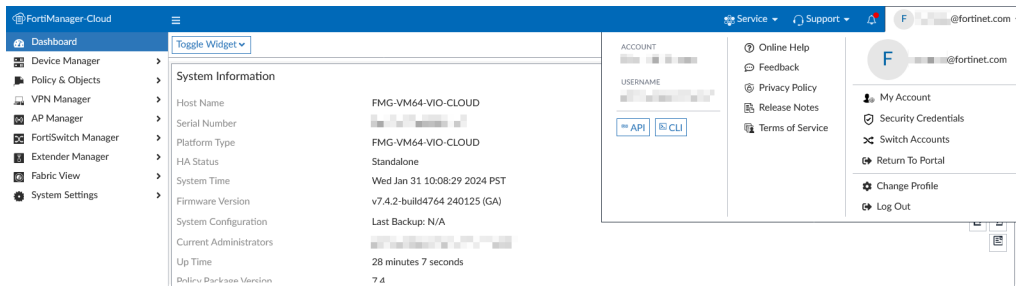 FortiManager-Cloud
Service
Support
F
@fortinet.com
Dashboard
Device Manager
Policy & Objects
VPN Manager
AP Manager
FortiSwitch Manager
Extender Manager
Fabric View
System Settings
Toggle Widget
System Information
Host Name FMG-VM64-VIO-CLOUD
Serial Number
Platform Type FMG-VM64-VIO-CLOUD
HA Status Standalone
System Time Wed Jan 31 10:08:29 2024 PST
Firmware Version v7.4.2-build4764 240125 (GA)
System Configuration Last Backup: N/A
Current Administrators
Up Time 28 minutes 7 seconds
Policy Package Version 7.4
ACCOUNT
USERNAME
API
CLI
Online Help
Feedback
Privacy Policy
Release Notes
Terms of Service
F
@fortinet.com
My Account
Security Credentials
Switch Accounts
Return To Portal
Change Profile
Log Out